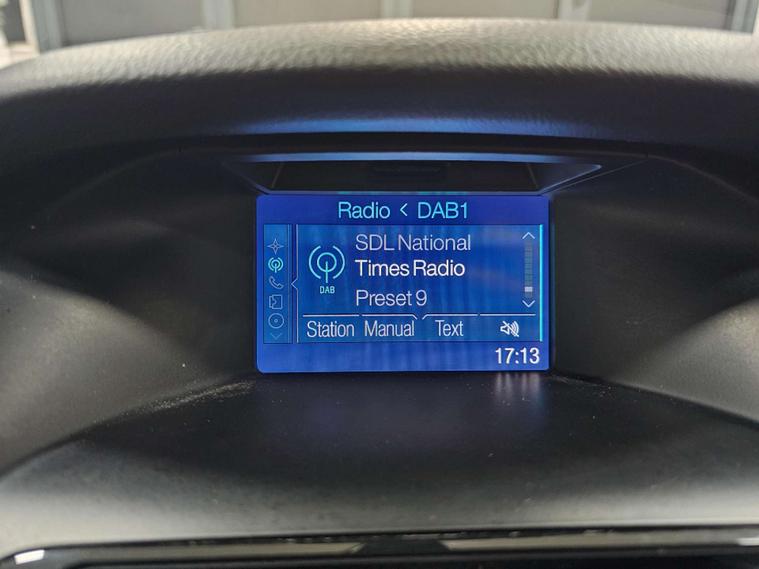 Radio < DAB1
SDL National
Times Radio
DAB
Preset 9
Station Manual Text
17:13